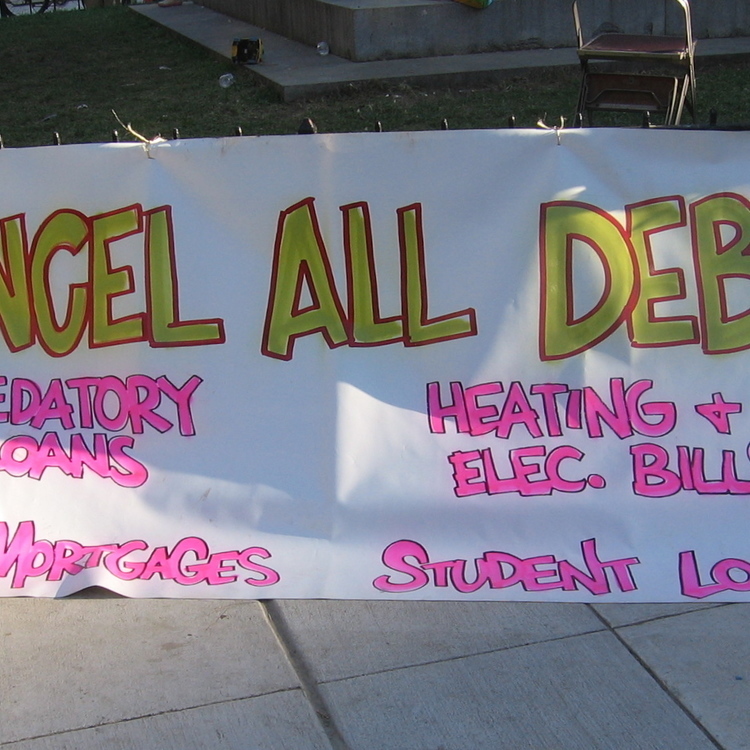 NCEL ALL DEB
EDATORY
OANS
HEATING +
ELEC. BILL
MORTGAGES
STUDENT LO